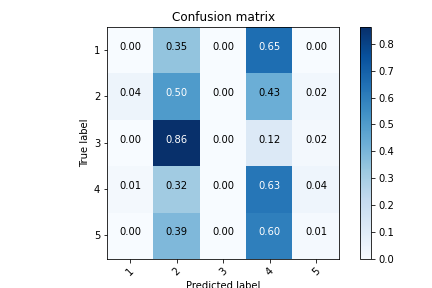 Confusion matrix
True label
1 0.00 0.35 0.00 0.65 0.00
2 0.04 0.50 0.00 0.43 0.02
3 0.00 0.86 0.00 0.12 0.02
4 0.01 0.32 0.00 0.63 0.04
5 0.00 0.39 0.00 0.60 0.01
1 2 3 4 5
Predicted label
0.8
0.7
0.6
0.5
0.4
0.3
0.2
0.1
0.0